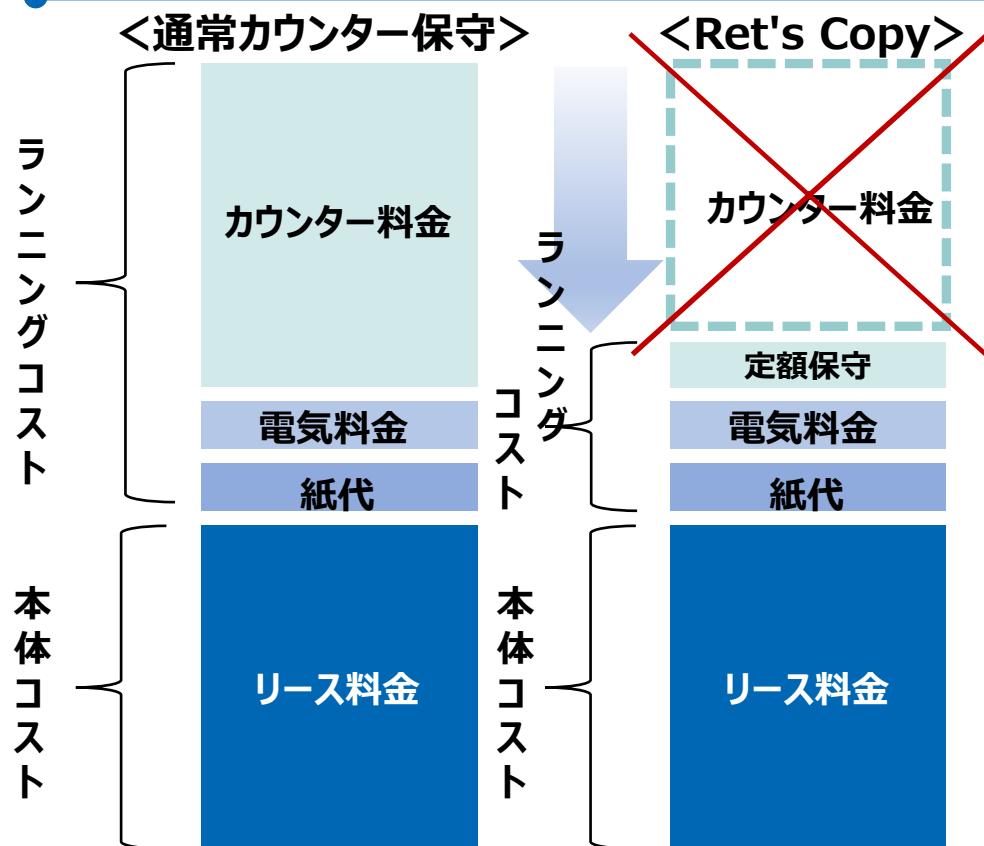 ＜通常カウンター保守＞
ランニングコスト
カウンター料金
電気料金
紙代
本体コスト
リース料金
＜Ret's Copy＞
カウンター料金
ランニング
コスト
定額保守
電気料金
紙代
本体コスト
リース料金